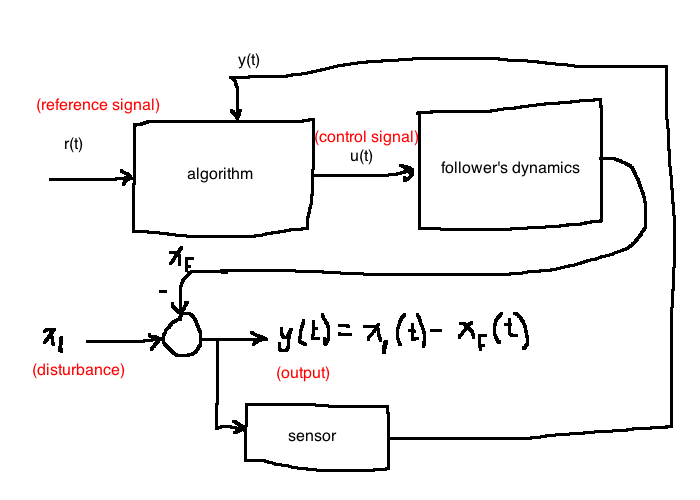 y(t)
(reference signal)
r(t)
(control signal)
u(t)
algorithm
follower's dynamics
x_F
-
x_l
y(t) = x_l(t) - x_F(t)
(disturbance)
(output)
sensor